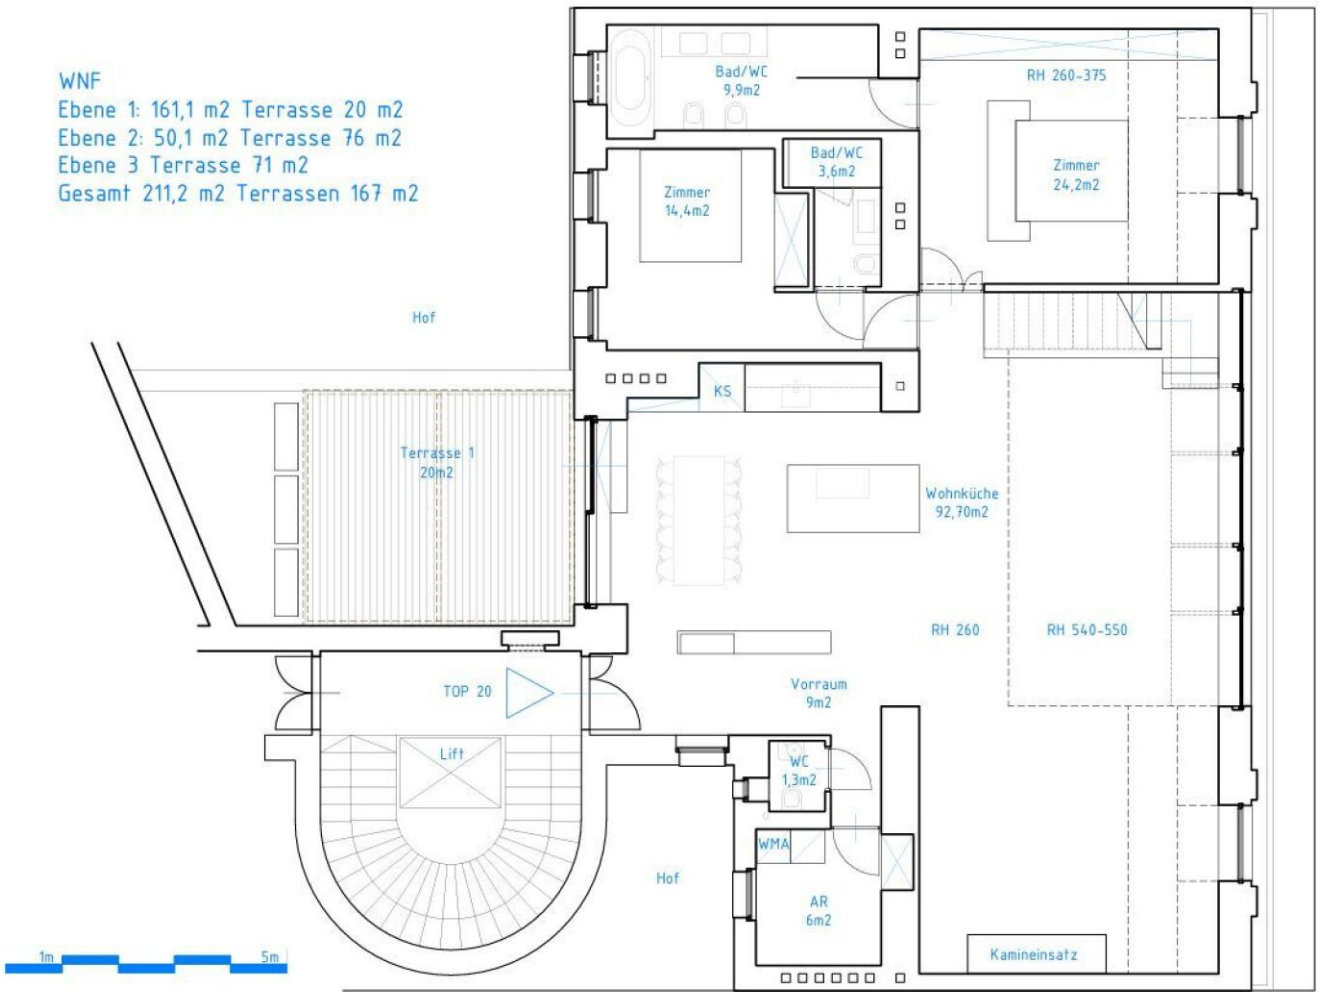 WNF
Ebene 1: 161,1 m2 Terrasse 20 m2
Ebene 2: 50,1 m2 Terrasse 76 m2
Ebene 3 Terrasse 71 m2
Gesamt 211,2 m2 Terrassen 167 m2
Bad/WC
9,9m2
RH 260-375
Bad/WC
3,6m2
Zimmer
14,4m2
Zimmer
24,2m2
Hof
KS
Terrasse 1
20m2
Wohnküche
92,70m2
RH 260
RH 540-550
TOP 20
Vorraum
9m2
Lift
WC
1,3m2
WMA
Hof
AR
6m2
Kamineinsatz
1m
5m